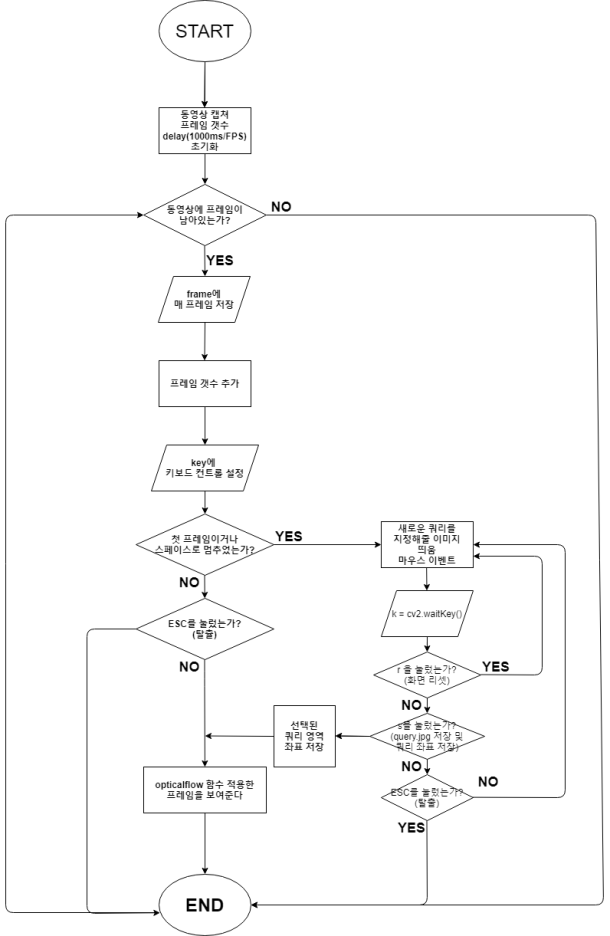 START
동영상 캡쳐
프레임 갯수
delay(1000ms/FPS)
초기화
동영상에 프레임이
남아있는가?
NO
YES
frame에
매 프레임 저장
프레임 갯수 추가
key에
키보드 컨트롤 설정
첫 프레임이거나
스페이스로 멈추었는가?
YES
NO
새로운 쿼리를
지정해줄 이미지
띄움
마우스 이벤트
k = cv2.waitKey()
ESC를 눌렀는가?
(탈출)
NO
r 을 눌렀는가?
(화면 리셋)
YES
NO
s를 눌렀는가?
(query.jpg 저장 및
쿼리 좌표 저장)
선택된
쿼리 영역
좌표 저장
NO
ESC를 눌렀는가?
(탈출)
NO
YES
opticalflow 함수 적용한
프레임을 보여준다
END